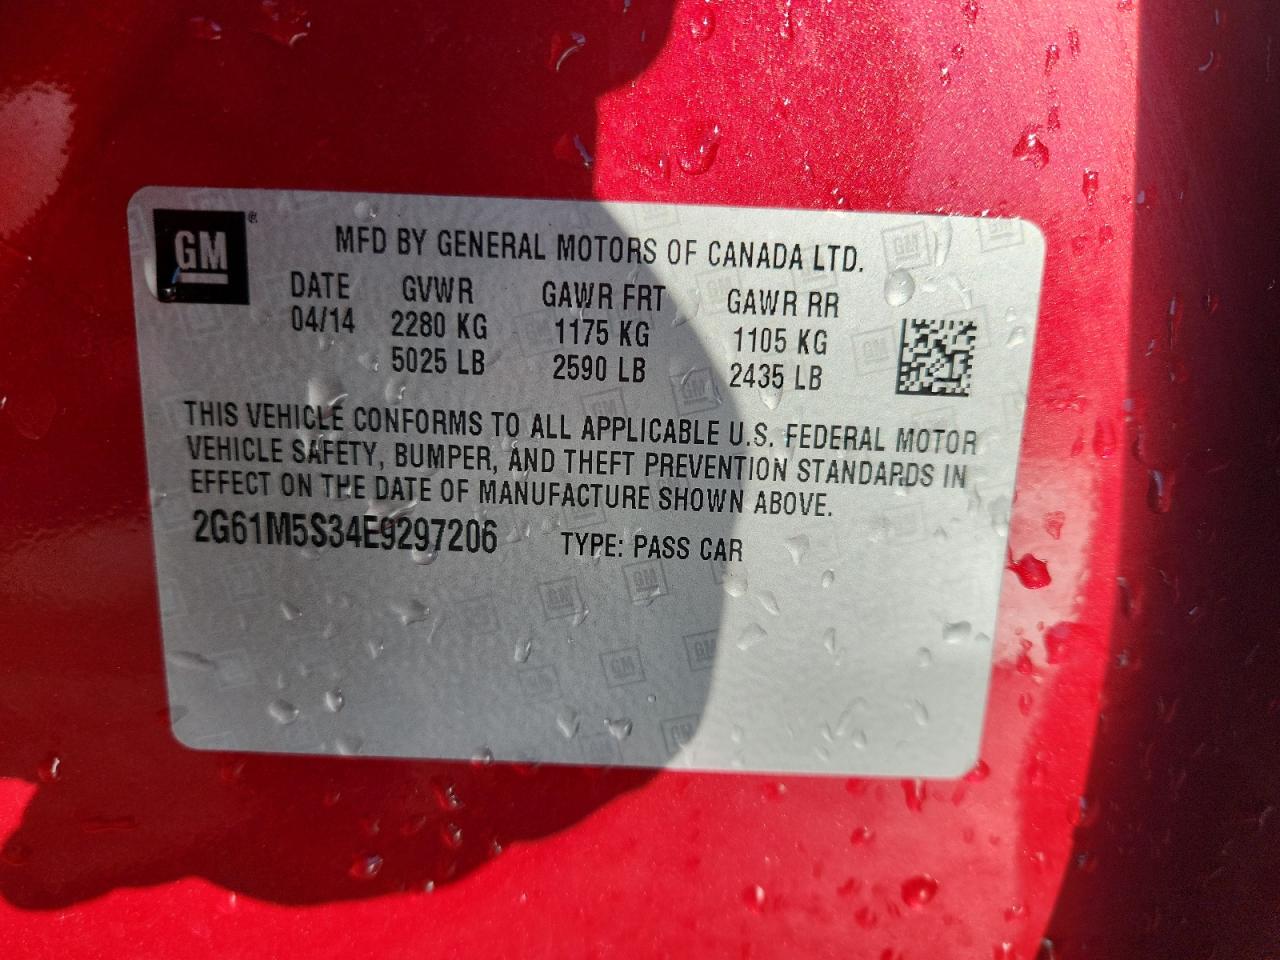 GM®
MFD BY GENERAL MOTORS OF CANADA LTD.
DATE GVWR GAWR FRT GAWR RR
04/14 2280 KG 1175 KG 1105 KG
5025 LB 2590 LB 2435 LB
THIS VEHICLE CONFORMS TO ALL APPLICABLE U.S. FEDERAL MOTOR
VEHICLE SAFETY, BUMPER, AND THEFT PREVENTION STANDARDS IN
EFFECT ON THE DATE OF MANUFACTURE SHOWN ABOVE.
2G61M5S34E9297206 TYPE: PASS CAR